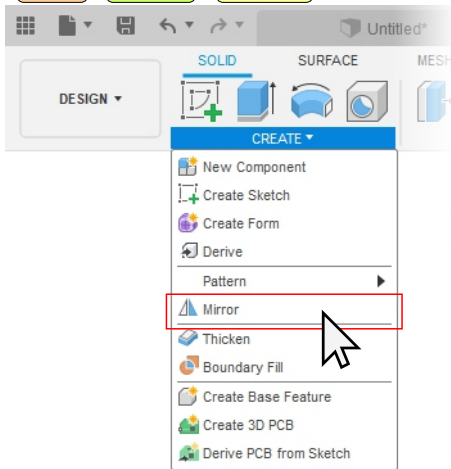 Untitled*
SOLID SURFACE MESH
DESIGN
CREATE
New Component
Create Sketch
Create Form
Derive
Pattern
Mirror
Thicken
Boundary Fill
Create Base Feature
Create 3D PCB
Derive PCB from Sketch